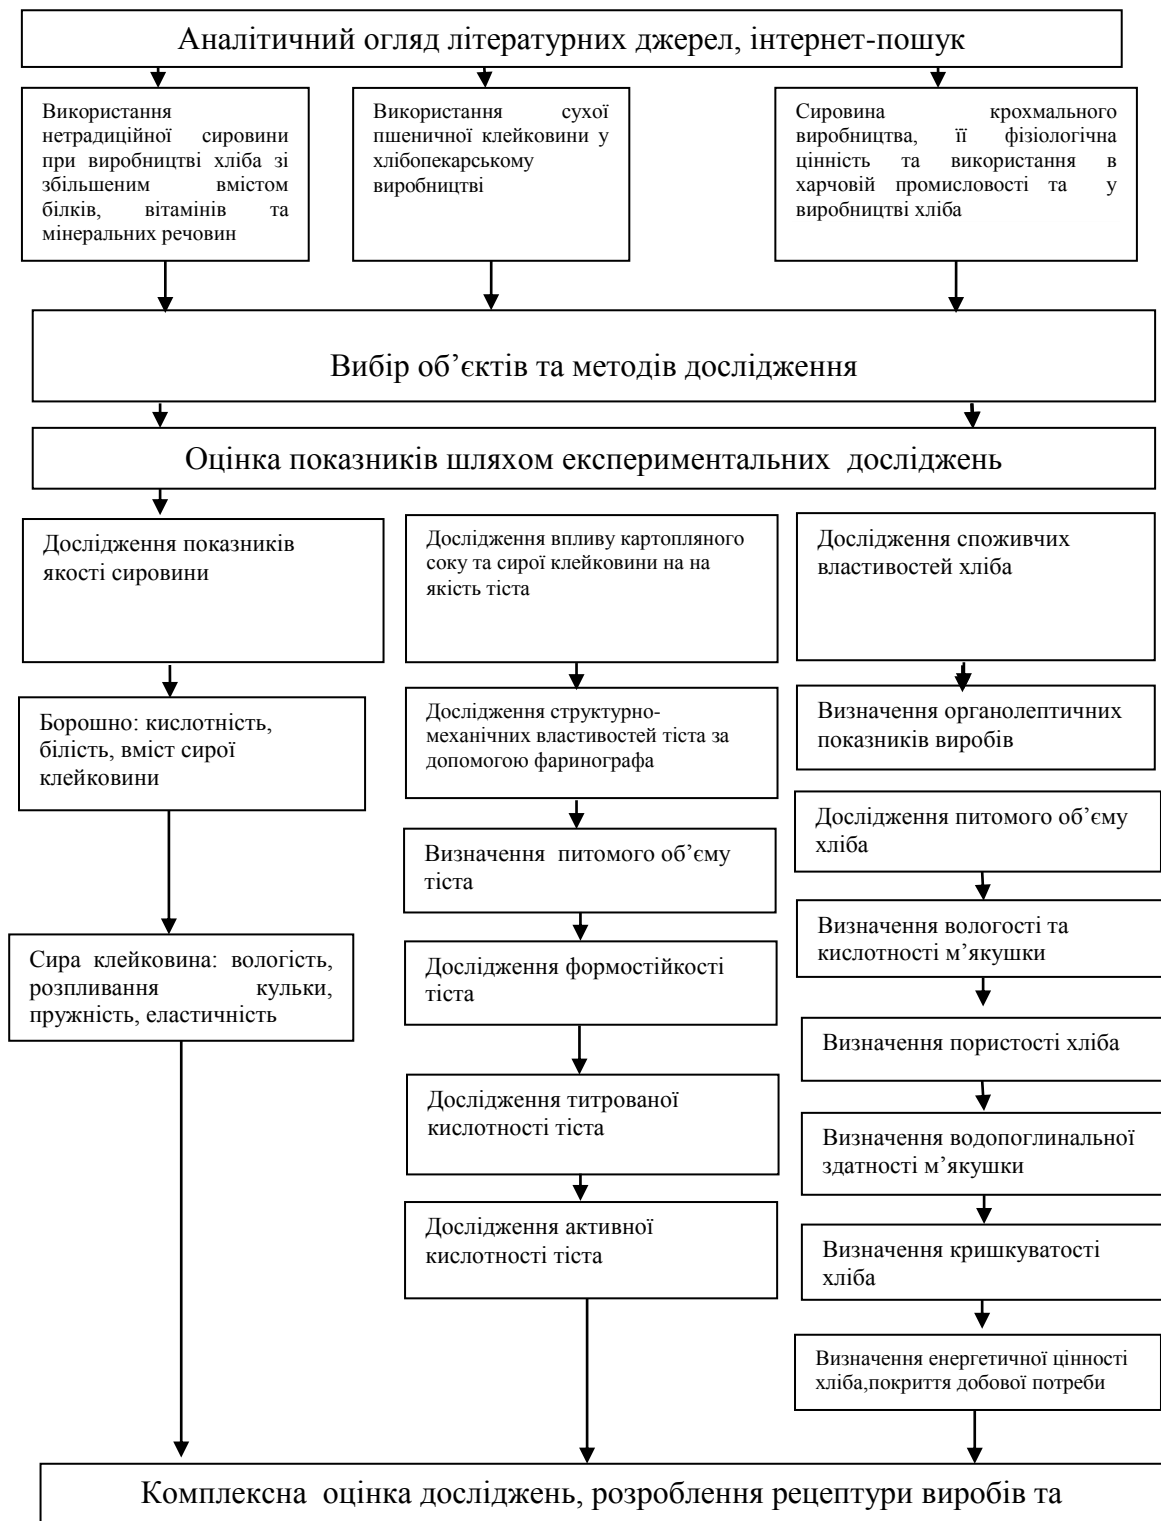 Аналітичний огляд літературних джерел, інтернет-пошук
Використання
нетрадиційної сировини
при виробництві хліба зі
збільшеним вмістом
білків, вітамінів та
мінеральних речовин
Використання сухої
пшеничної клейковини у
хлібопекарському
виробництві
Сировина крохмального
виробництва, її фізіологічна
цінність та використання в
харчовій промисловості та у
виробництві хліба
Вибір об’єктів та методів дослідження
Оцінка показників шляхом експериментальних досліджень
Дослідження показників
якості сировини
Борошно: кислотність,
білість, вміст сирої
клейковини
Сира клейковина: вологість,
розпливання кульки,
пружність, еластичність
Дослідження впливу картопляного
соку та сирої клейковини на на
якість тіста
Дослідження структурно-
механічних властивостей тіста за
допомогою фаринографа
Визначення питомого об’єму
тіста
Дослідження формостійкості
тіста
Дослідження титрованої
кислотності тіста
Дослідження активної
кислотності тіста
Дослідження споживчих
властивостей хліба
Визначення органолептичних
показників виробів
Дослідження питомого об’єму
хліба
Визначення вологості та
кислотності м’якушки
Визначення пористості хліба
Визначення водопоглинальної
здатності м’якушки
Визначення кришкуватості
хліба
Визначення енергетичної цінності
хліба,покриття добової потреби
Комплексна оцінка досліджень, розроблення рецептури виробів та